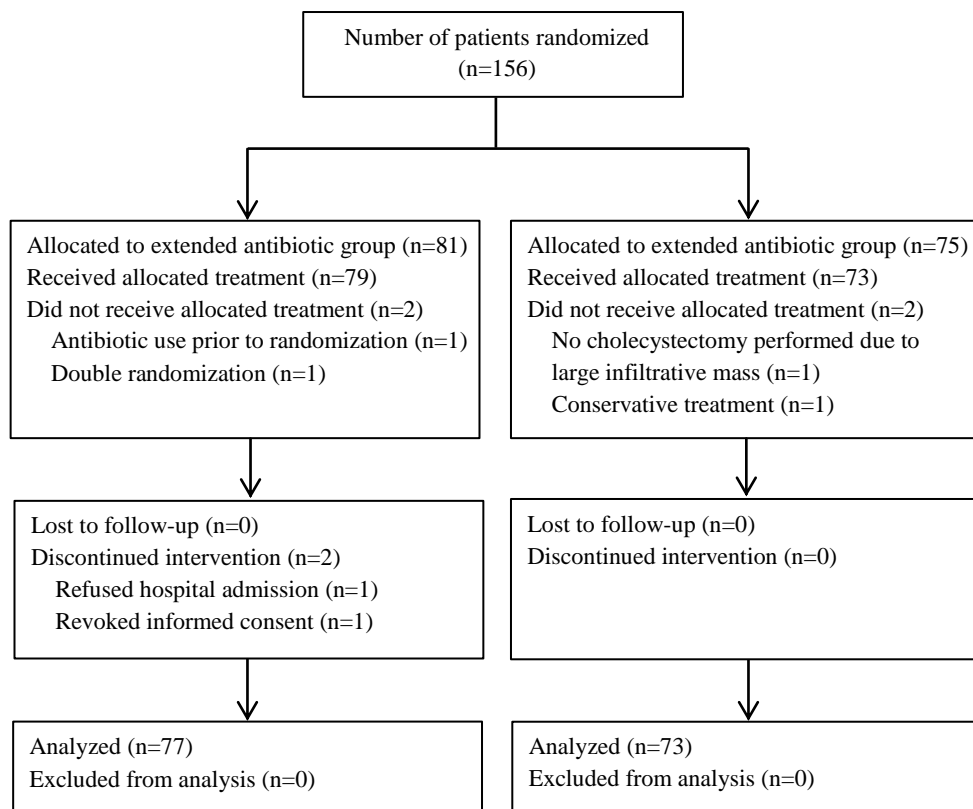 Number of patients randomized
(n=156)
Allocated to extended antibiotic group (n=81)
Received allocated treatment (n=79)
Did not receive allocated treatment (n=2)
Antibiotic use prior to randomization (n=1)
Double randomization (n=1)
Allocated to extended antibiotic group (n=75)
Received allocated treatment (n=73)
Did not receive allocated treatment (n=2)
No cholecystectomy performed due to
large infiltrative mass (n=1)
Conservative treatment (n=1)
Lost to follow-up (n=0)
Discontinued intervention (n=2)
Refused hospital admission (n=1)
Revoked informed consent (n=1)
Lost to follow-up (n=0)
Discontinued intervention (n=0)
Analyzed (n=77)
Excluded from analysis (n=0)
Analyzed (n=73)
Excluded from analysis (n=0)